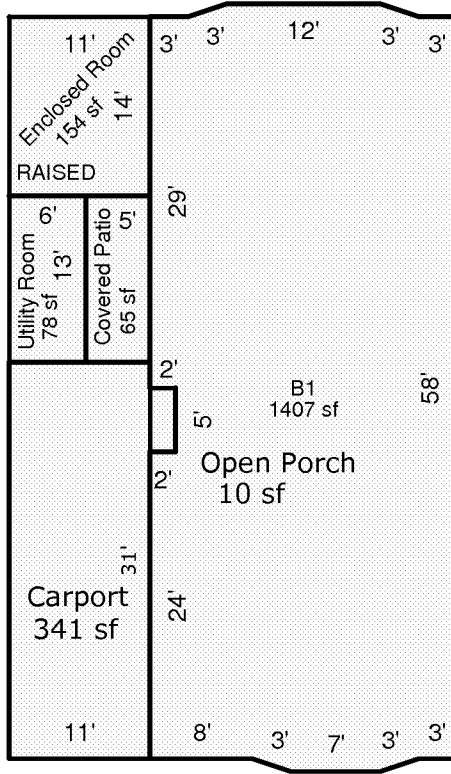 11'
3'
3'
12'
3'
3'
Enclosed Room
154 sf
14'
RAISED
29'
6'
5'
Utility Room
78 sf
13'
Covered Patio
65 sf
2'
B1
1407 sf
58'
5'
Open Porch
10 sf
2'
31'
Carport
341 sf
24'
11'
8'
3'
7'
3'
3'